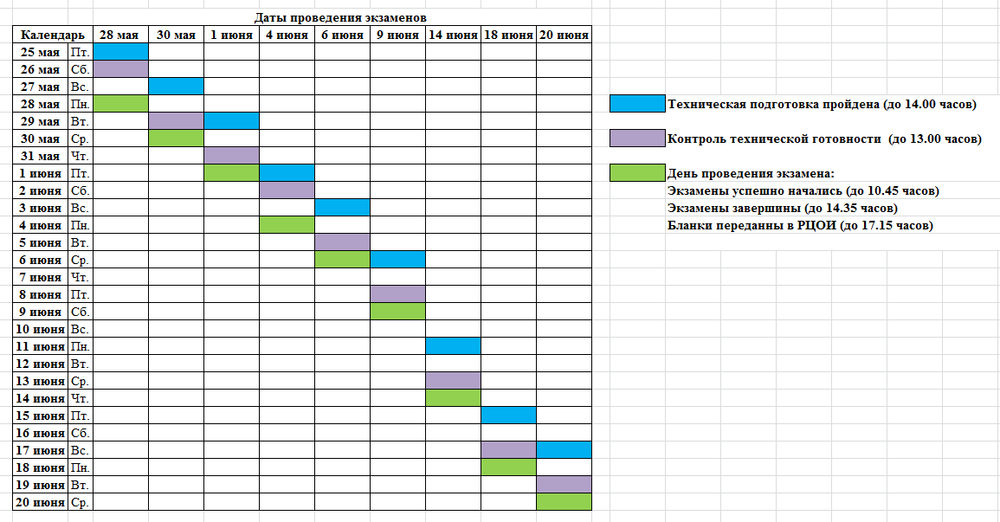 Даты проведения экзаменов
Календарь 28 мая 30 мая 1 июня 4 июня 6 июня 9 июня 14 июня 18 июня 20 июня
25 мая Пт.
26 мая Сб.
27 мая Вс.
28 мая Пн.
29 мая Вт.
30 мая Ср.
31 мая Чт.
1 июня Пт.
2 июня Сб.
3 июня Вс.
4 июня Пн.
5 июня Вт.
6 июня Ср.
7 июня Чт.
8 июня Пт.
9 июня Сб.
10 июня Вс.
11 июня Пн.
12 июня Вт.
13 июня Ср.
14 июня Чт.
15 июня Пт.
16 июня Сб.
17 июня Вс.
18 июня Пн.
19 июня Вт.
20 июня Ср.
Техническая подготовка пройдена (до 14.00 часов)
Контроль технической готовности (до 13.00 часов)
День проведения экзамена:
Экзамены успешно начались (до 10.45 часов)
Экзамены завершины (до 14.35 часов)
Бланки переданны в РЦОИ (до 17.15 часов)